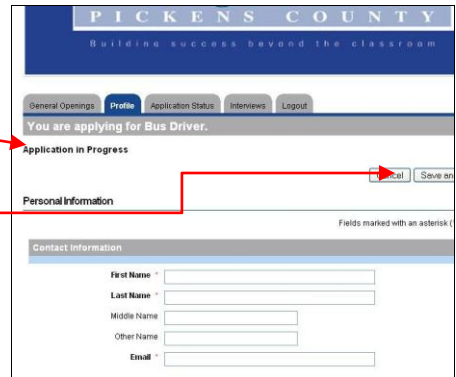 PICKENS COUNTY
Building success beyond the classroom
General Openings Profile Application Status Interviews Logout
You are applying for Bus Driver.
Application in Progress
Cancel Save an
Personal Information
Fields marked with an asterisk (*
Contact Information
First Name *
Last Name *
Middle Name
Other Name
Email *